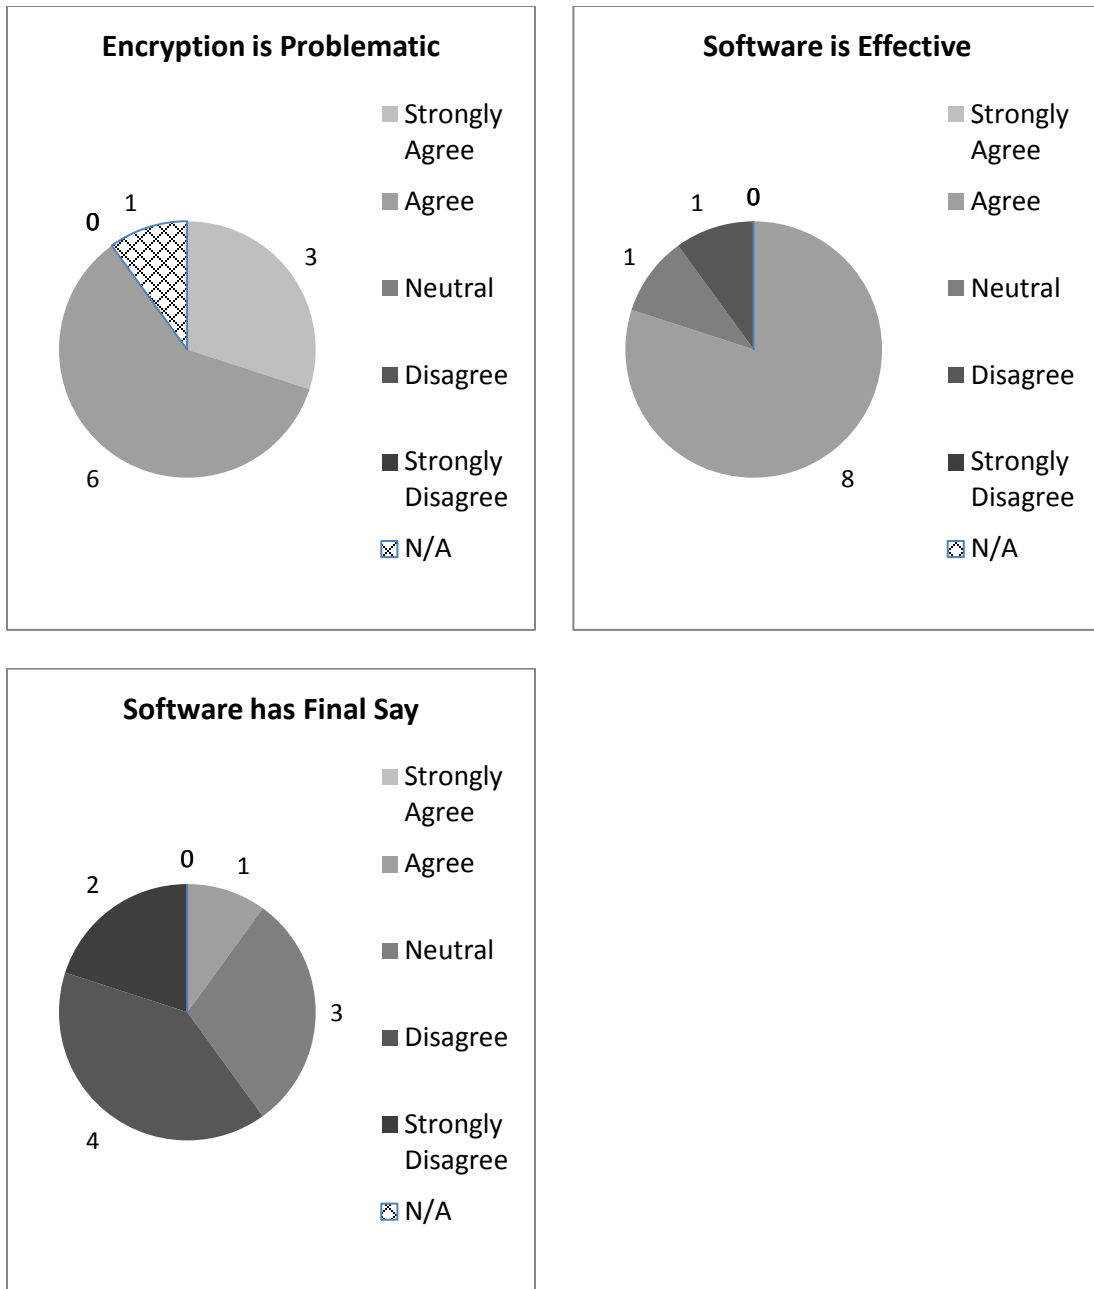 Encryption is Problematic
Strongly
Agree
Agree
Neutral
Disagree
Strongly
Disagree
N/A
0
1
3
6
Software is Effective
Strongly
Agree
Agree
Neutral
Disagree
Strongly
Disagree
N/A
0
1
1
8
Software has Final Say
Strongly
Agree
Agree
Neutral
Disagree
Strongly
Disagree
N/A
0
1
2
3
4